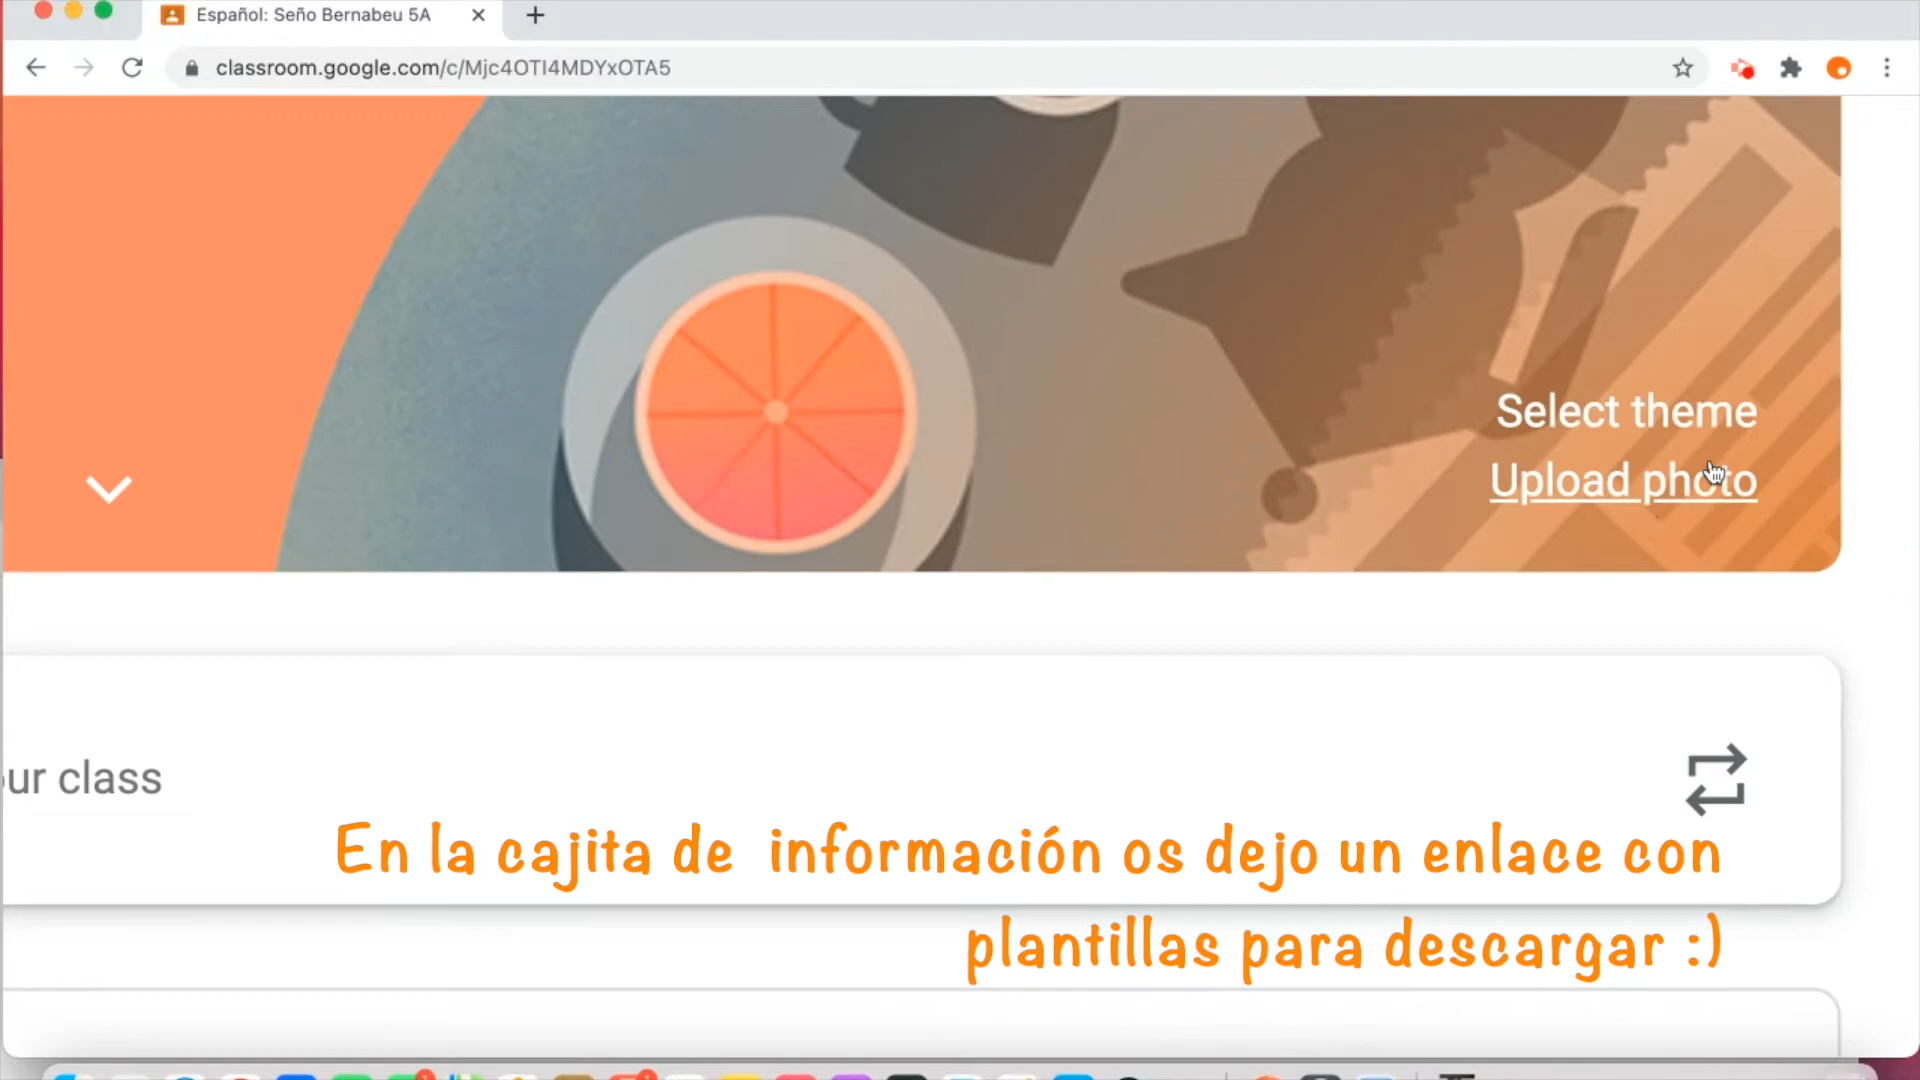 Español: Seño Bernabeu 5A
classroom.google.com/c/Mjc4OTI4MDYxOTA5
Select theme
Upload photo
our class
En la cajita de información os dejo un enlace con
plantillas para descargar :)